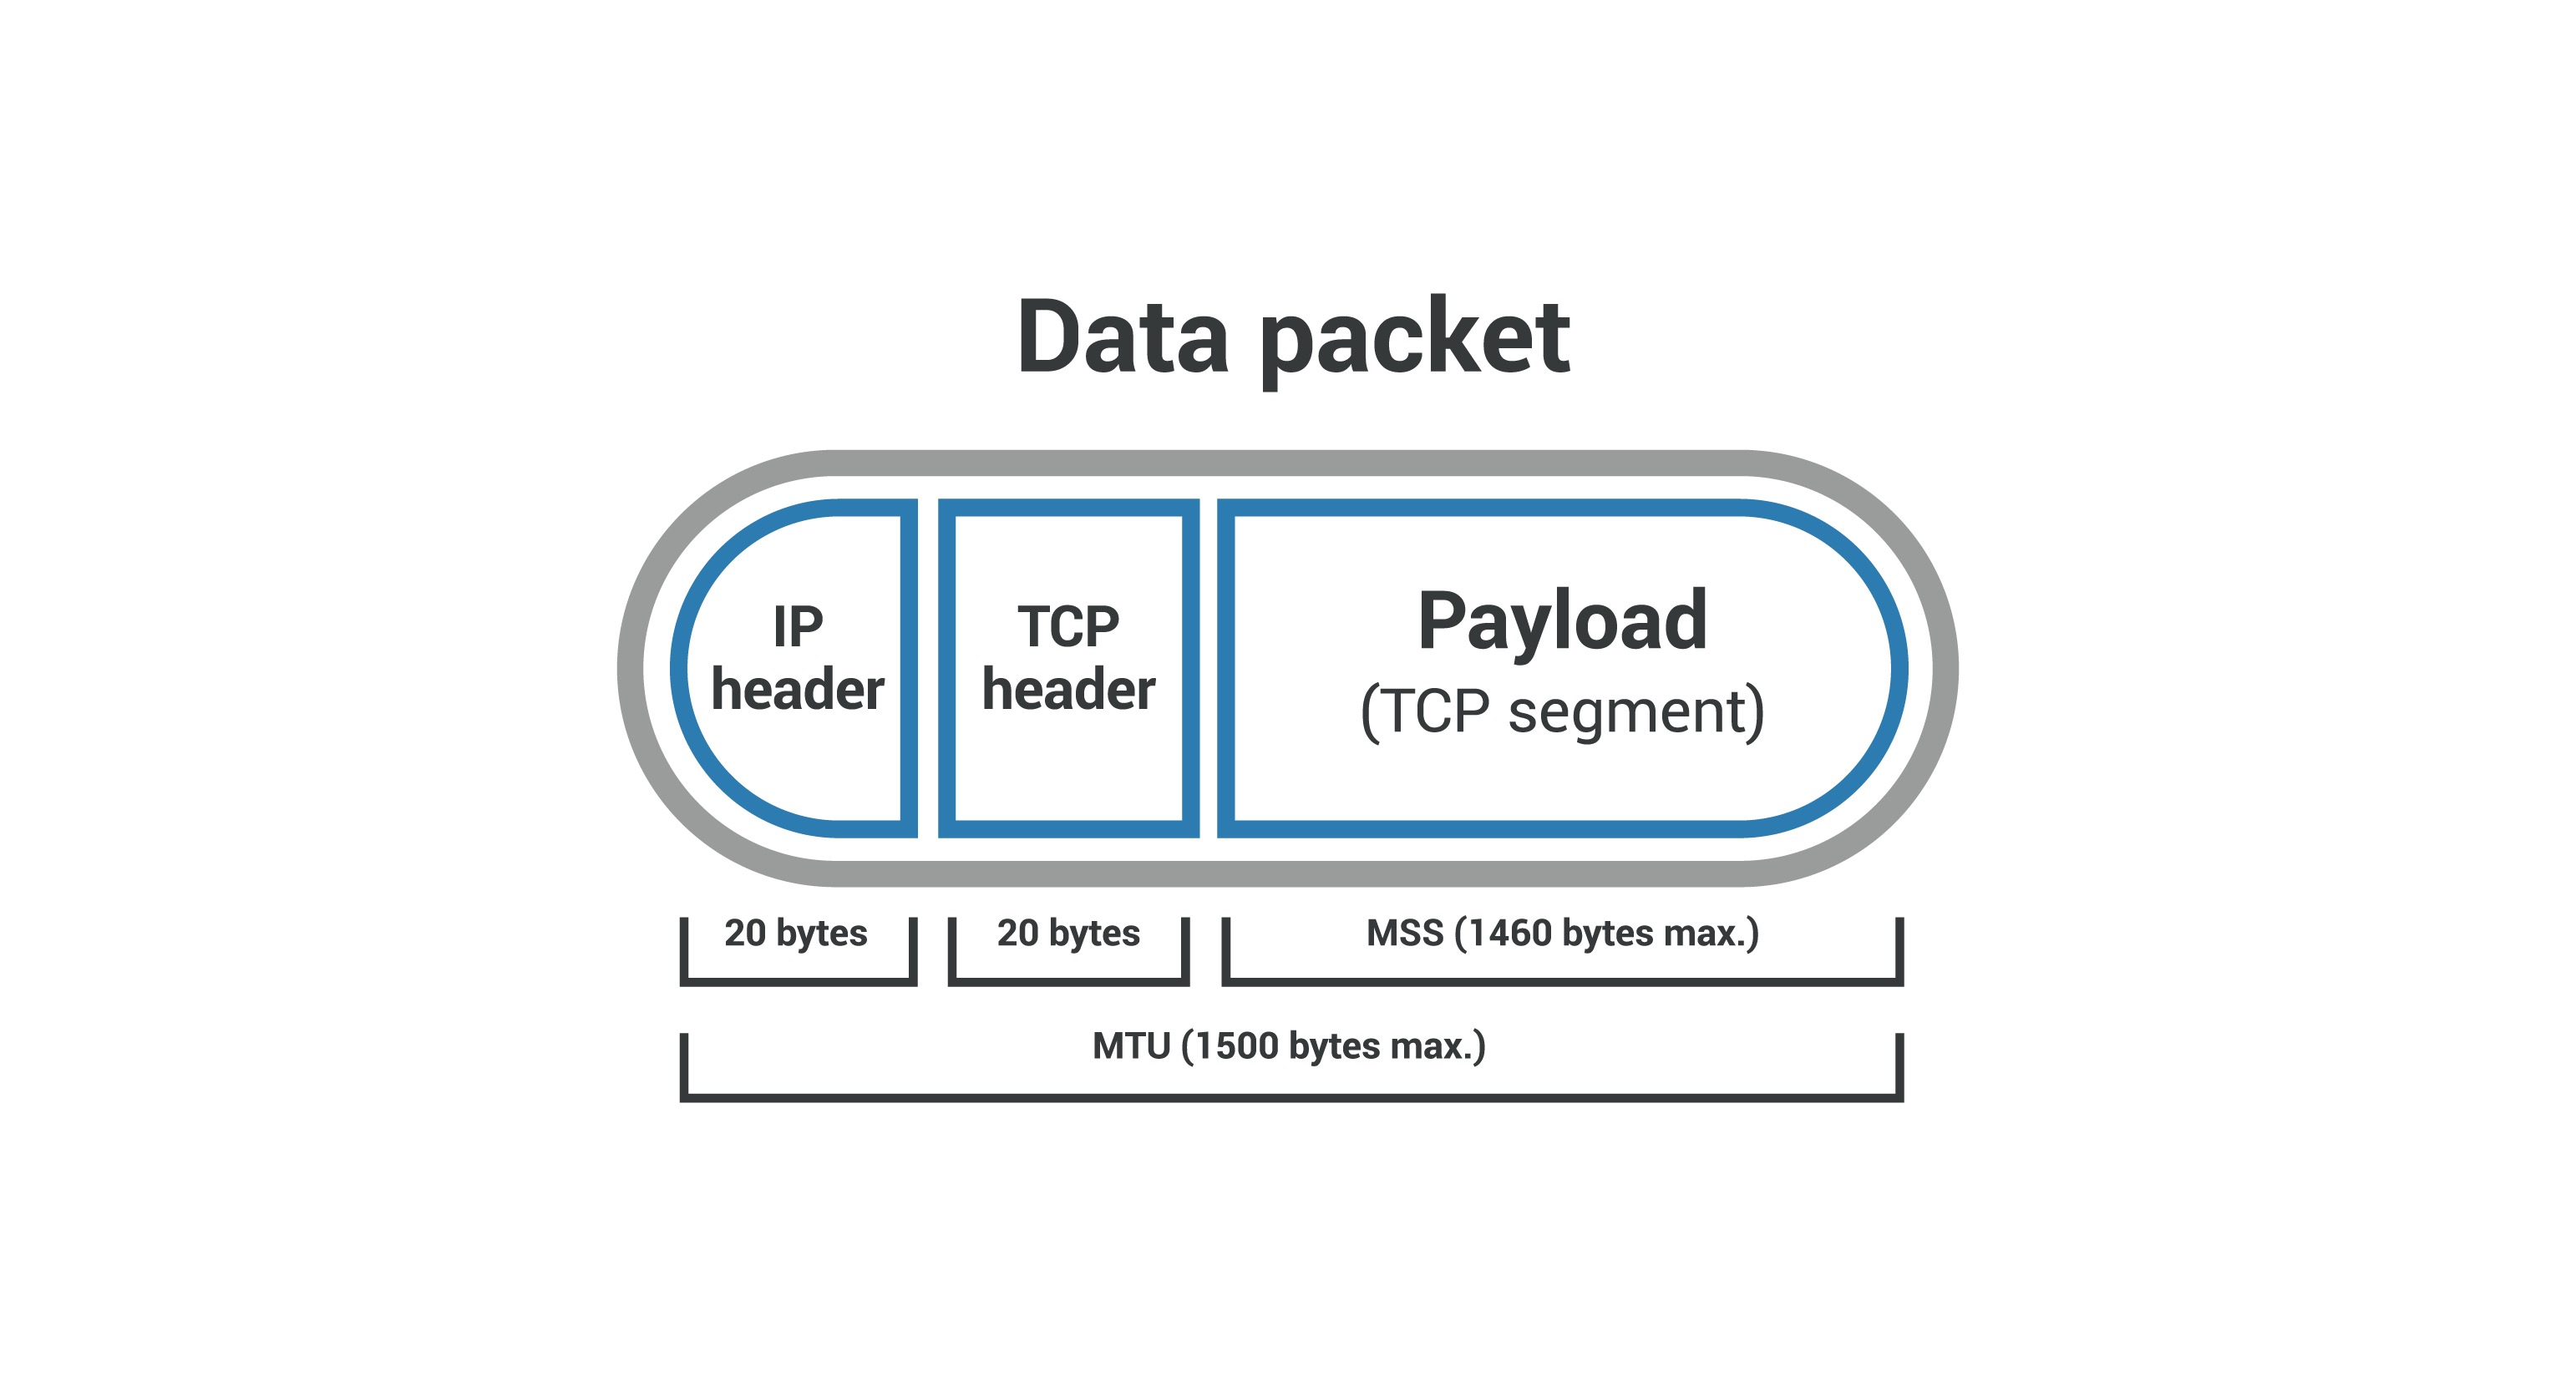 Data packet
IP
header
TCP
header
Payload
(TCP segment)
20 bytes
20 bytes
MSS (1460 bytes max.)
MTU (1500 bytes max.)